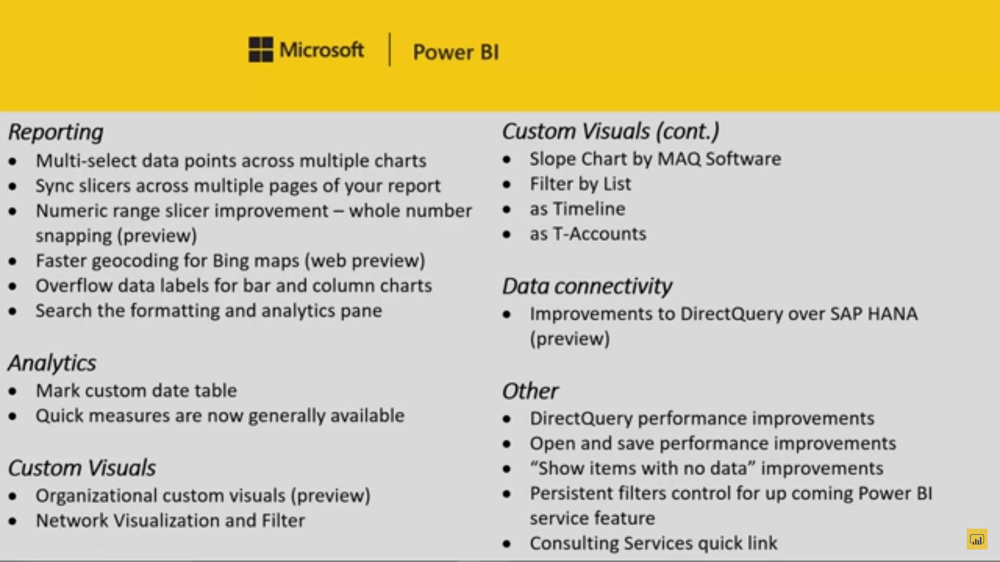 Microsoft | Power BI
Reporting
• Multi-select data points across multiple charts
• Sync slicers across multiple pages of your report
• Numeric range slicer improvement – whole number
snapping (preview)
• Faster geocoding for Bing maps (web preview)
• Overflow data labels for bar and column charts
• Search the formatting and analytics pane
Analytics
• Mark custom date table
• Quick measures are now generally available
Custom Visuals
• Organizational custom visuals (preview)
• Network Visualization and Filter
Custom Visuals (cont.)
• Slope Chart by MAQ Software
• Filter by List
• as Timeline
• as T-Accounts
Data connectivity
• Improvements to DirectQuery over SAP HANA
(preview)
Other
• DirectQuery performance improvements
• Open and save performance improvements
• “Show items with no data” improvements
• Persistent filters control for up coming Power BI
service feature
• Consulting Services quick link